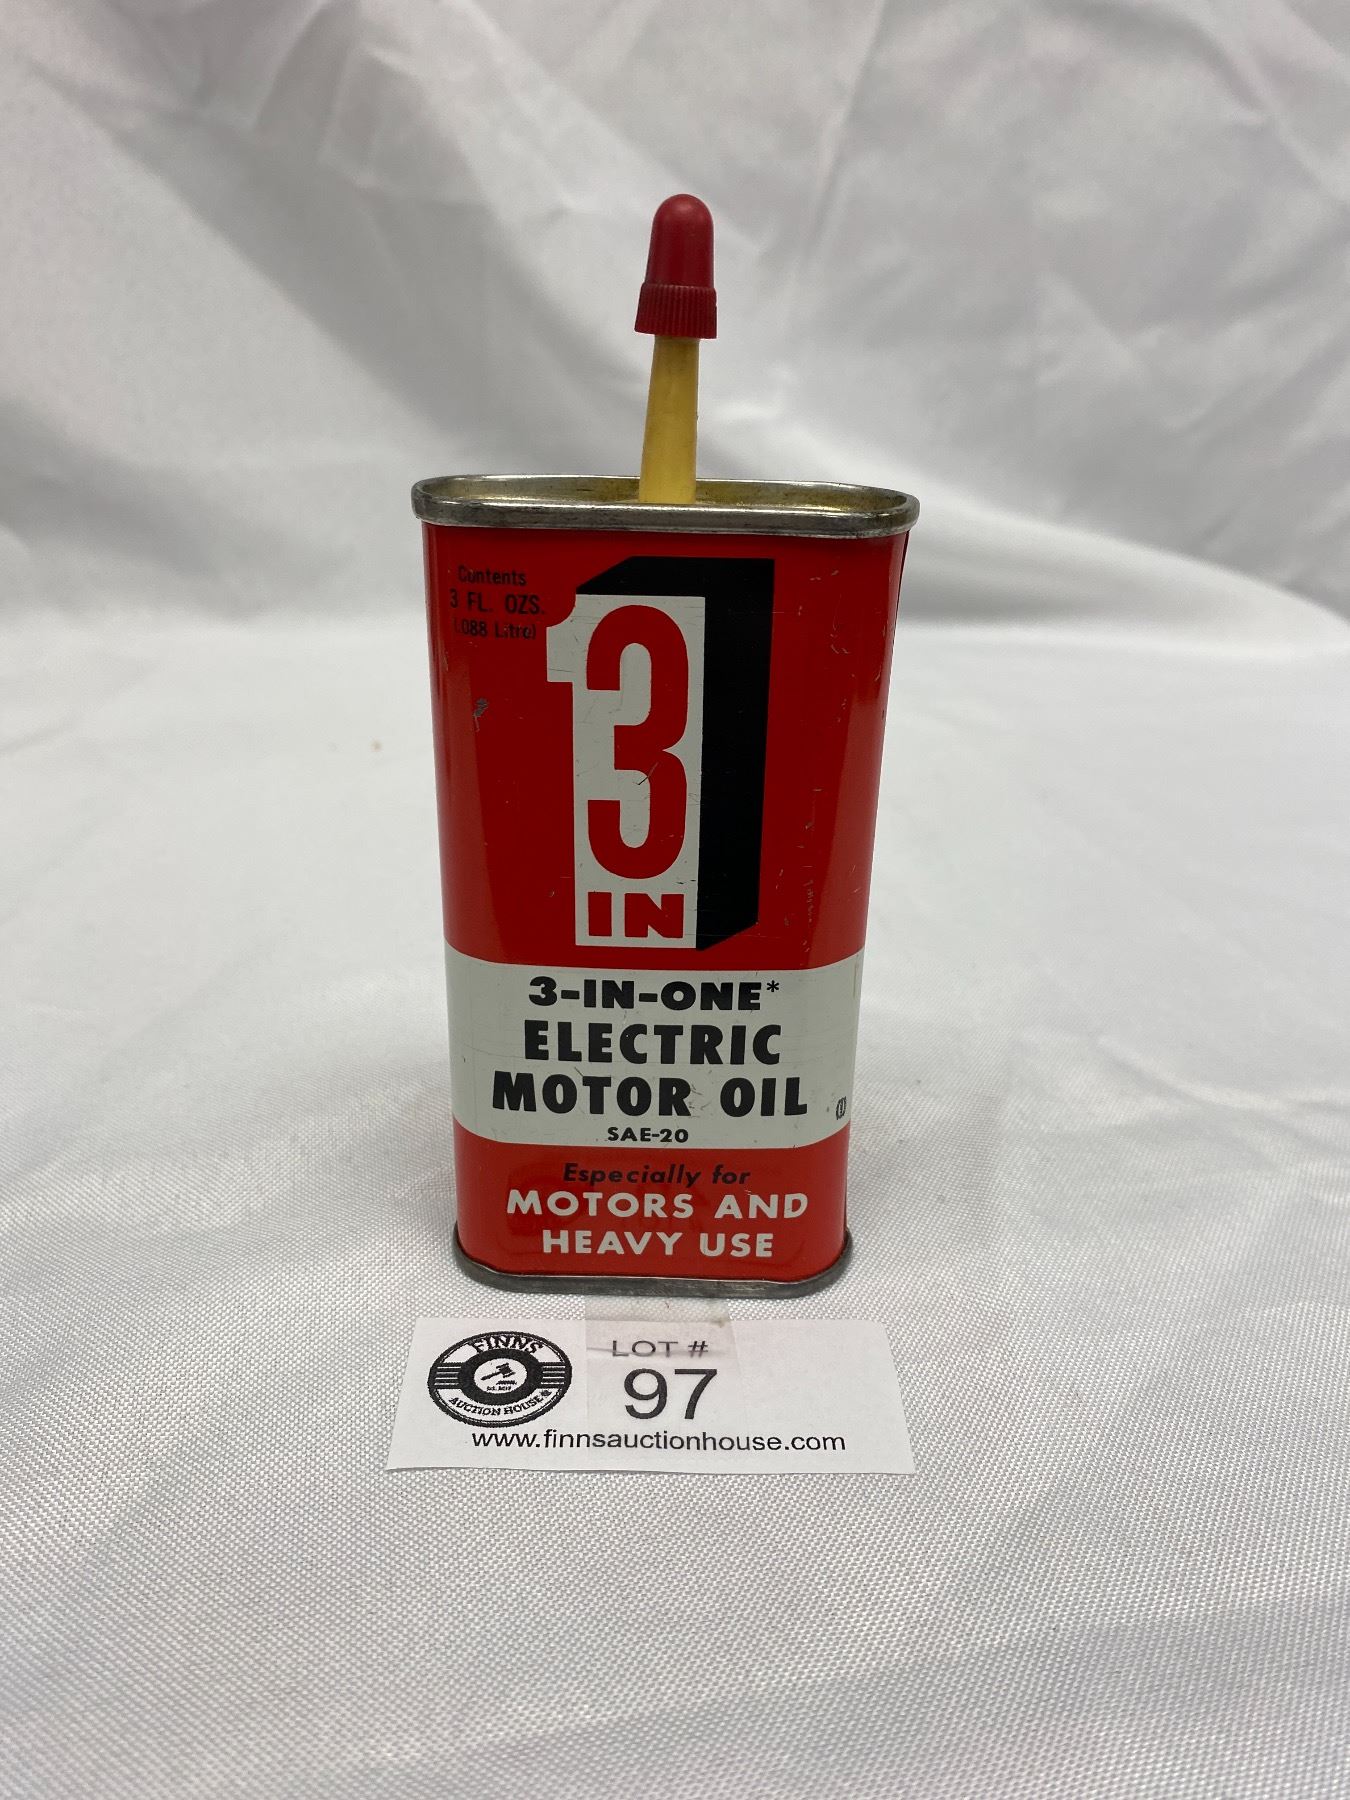 Contents
3 FL. OZS.
(.088 Litre)
3
IN
3-IN-ONE*
ELECTRIC
MOTOR OIL
SAE-20
Especially for
MOTORS AND
HEAVY USE
FINNS
AUCTION HOUSE
LOT #
97
www.finnsauctionhouse.com